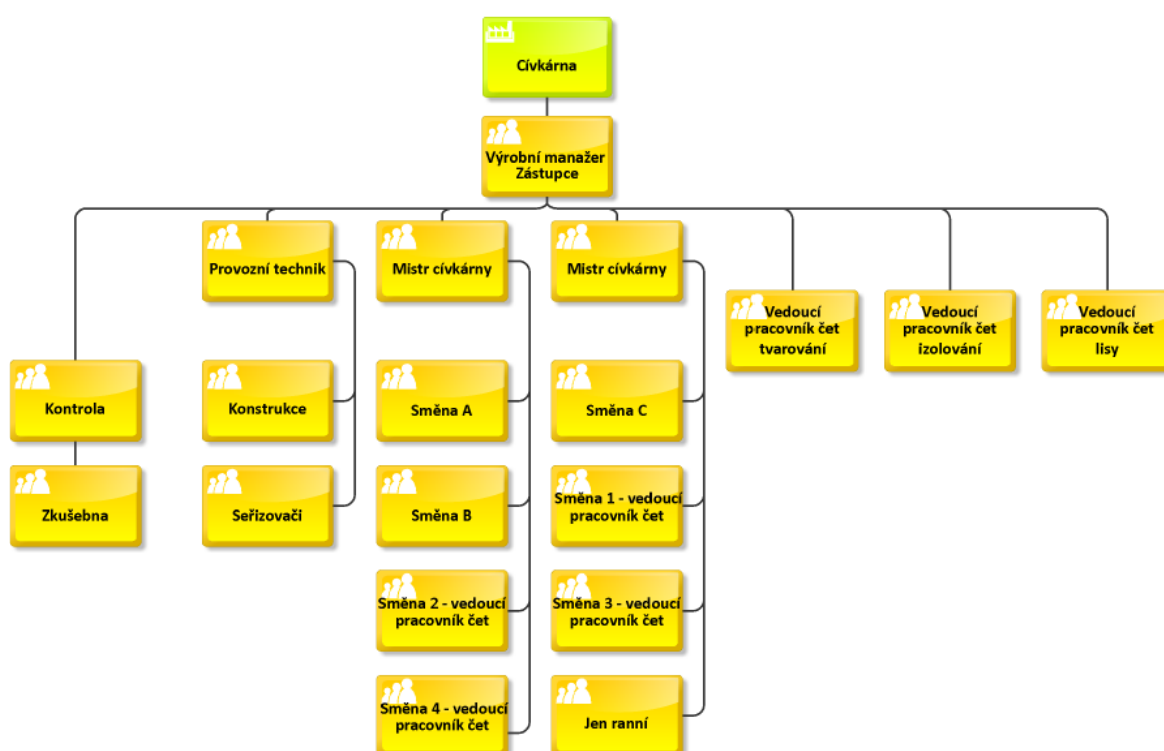 Cívkárna
Výrobní manažer
Zástupce
Provozní technik
Mistr cívkárny
Mistr cívkárny
Vedoucí
pracovník čet
tvarování
Vedoucí
pracovník čet
izolování
Vedoucí
pracovník čet
lisy
Kontrola
Konstrukce
Směna A
Směna C
Zkušebna
Seřizovači
Směna B
Směna 1 - vedoucí
pracovník čet
Směna 2 - vedoucí
pracovník čet
Směna 3 - vedoucí
pracovník čet
Směna 4 - vedoucí
pracovník čet
Jen ranní